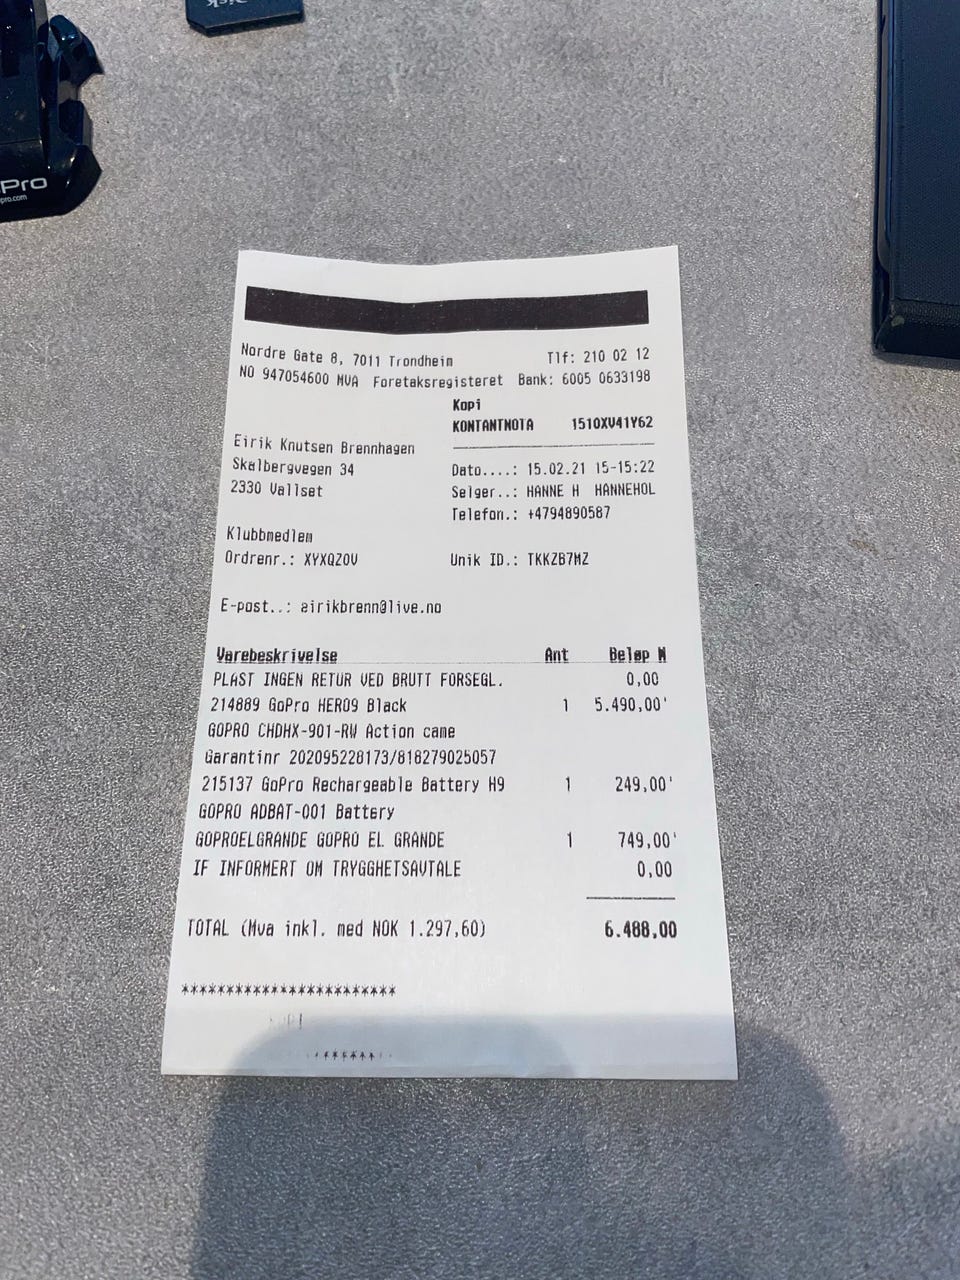 Disk
Pro
pro.com
Nordre Gate 8, 7011 Trondheim Tlf: 210 02 12
NO 947054600 MVA Foretaksregisteret Bank: 6005 0633198
Kopi
KONTANTNOTA 1510XV41Y62
Eirik Knutsen Brennhagen
Skalbergvegen 34
2330 Vallset
Dato....: 15.02.21 15-15:22
Selger..: HANNE H HANNEHOL
Telefon.: +4794890587
Klubbmedlem
Ordrenr.: XYXQZOV Unik ID.: TKKZB7MZ
E-post..: eirikbrenn@live.no
Varebeskrivelse Ant Beløp N
PLAST INGEN RETUR VED BRUTT FORSEGL. 0,00
214889 GoPro HERO9 Black 1 5.490,00'
GOPRO CHDHX-901-RW Action came
Garantinr 202095228173/818279025057
215137 GoPro Rechargeable Battery H9 1 249,00'
GOPRO ADBAT-001 Battery
GOPROELGRANDE GOPRO EL GRANDE 1 749,00'
IF INFORMERT OM TRYGGHETSAVTALE 0,00
TOTAL (Mva inkl. med NOK 1.297,60) 6.488,00
************************
*******